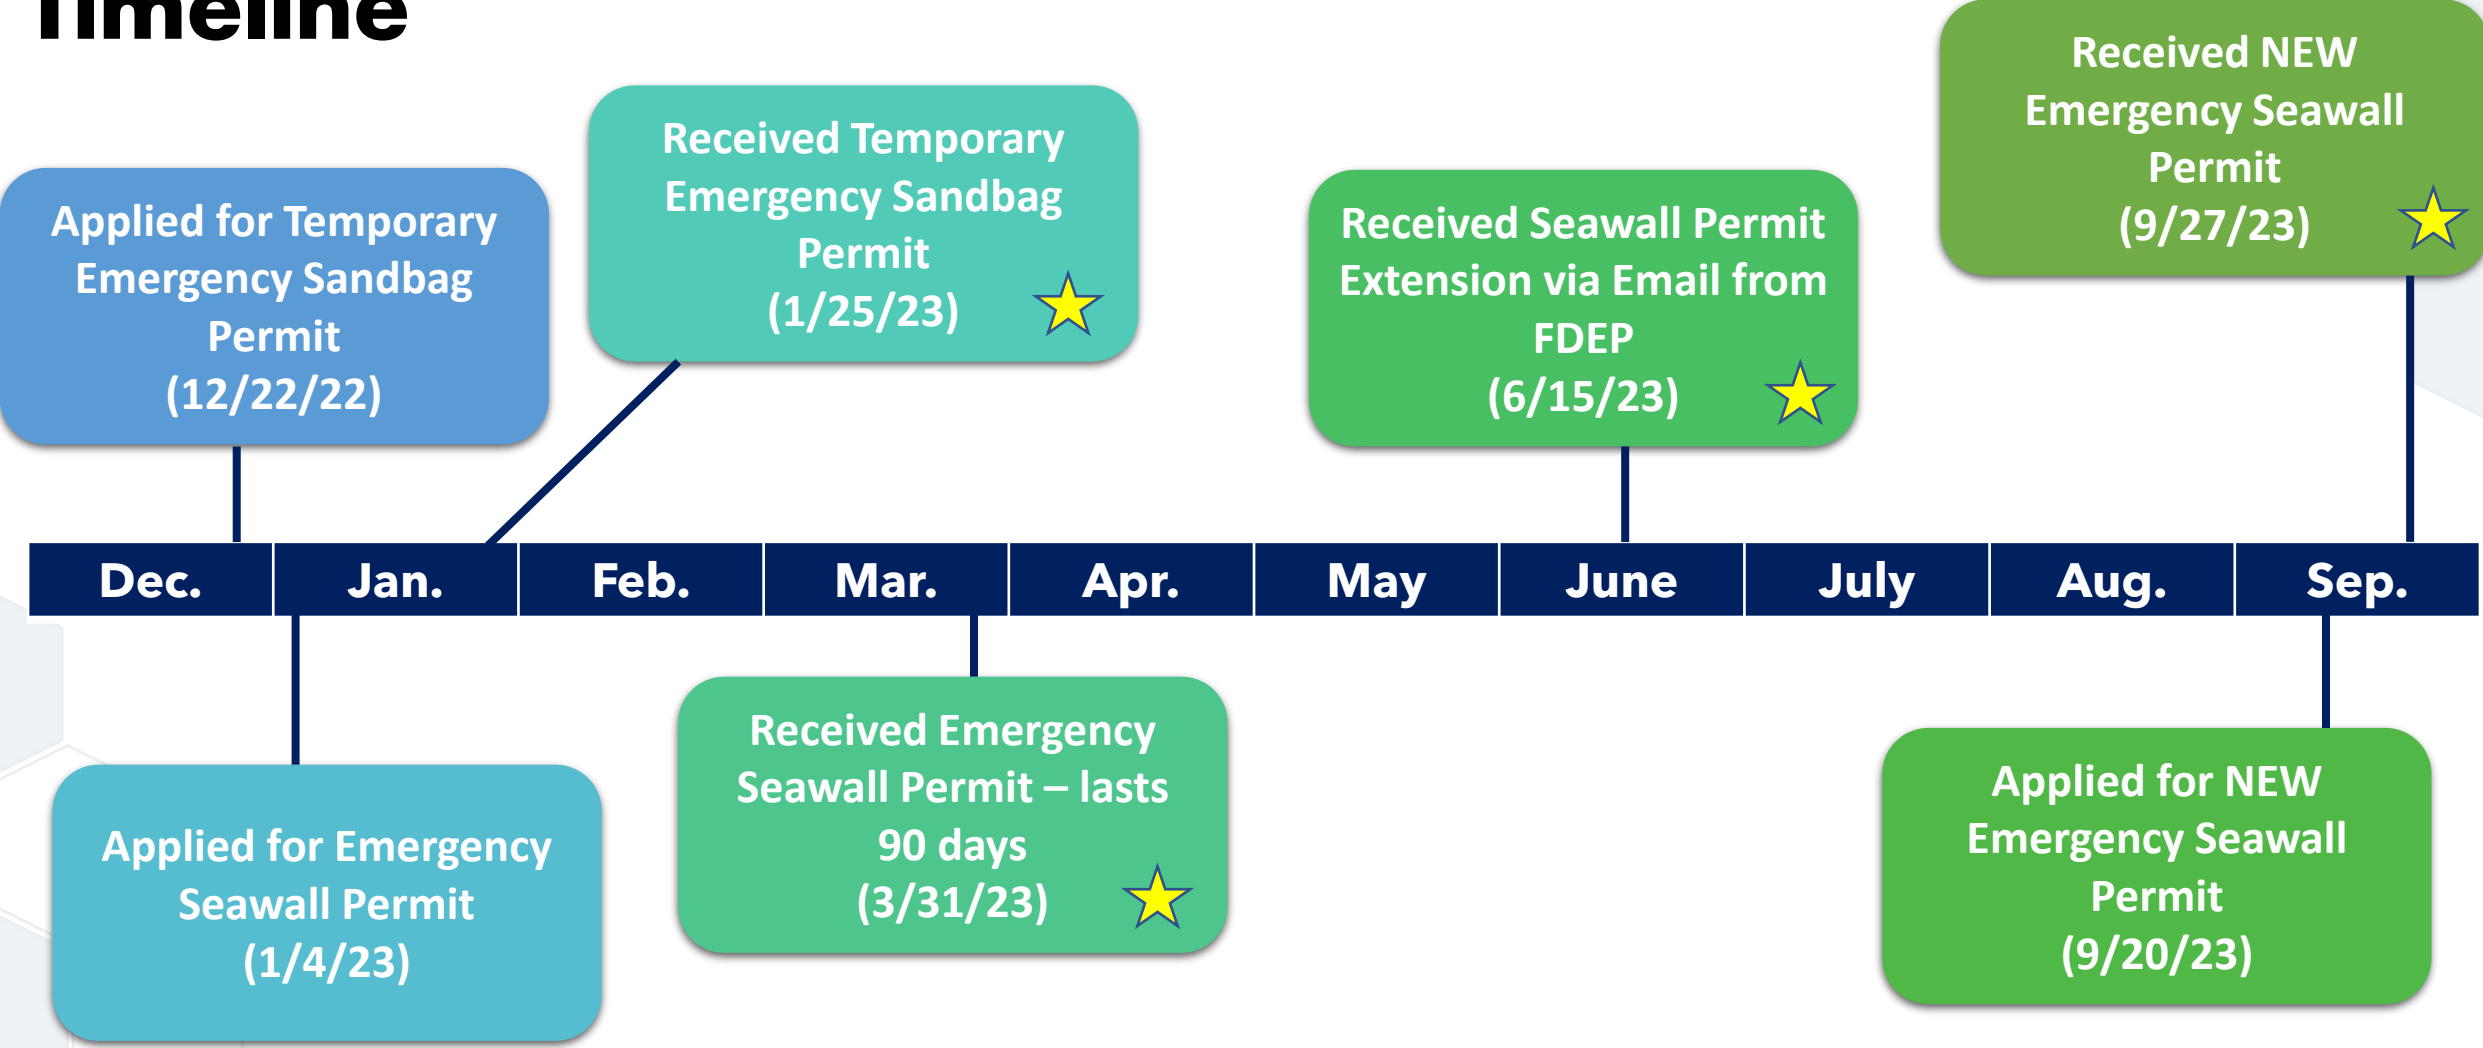 Timeline
Received NEW
Emergency Seawall
Permit
(9/27/23)
Received Temporary
Emergency Sandbag
Permit
(1/25/23)
Applied for Temporary
Emergency Sandbag
Permit
(12/22/22)
Received Seawall Permit
Extension via Email from
FDEP
(6/15/23)
Dec. Jan. Feb. Mar. Apr. May June July Aug. Sep.
Received Emergency
Seawall Permit – lasts
90 days
(3/31/23)
Applied for Emergency
Seawall Permit
(1/4/23)
Applied for NEW
Emergency Seawall
Permit
(9/20/23)